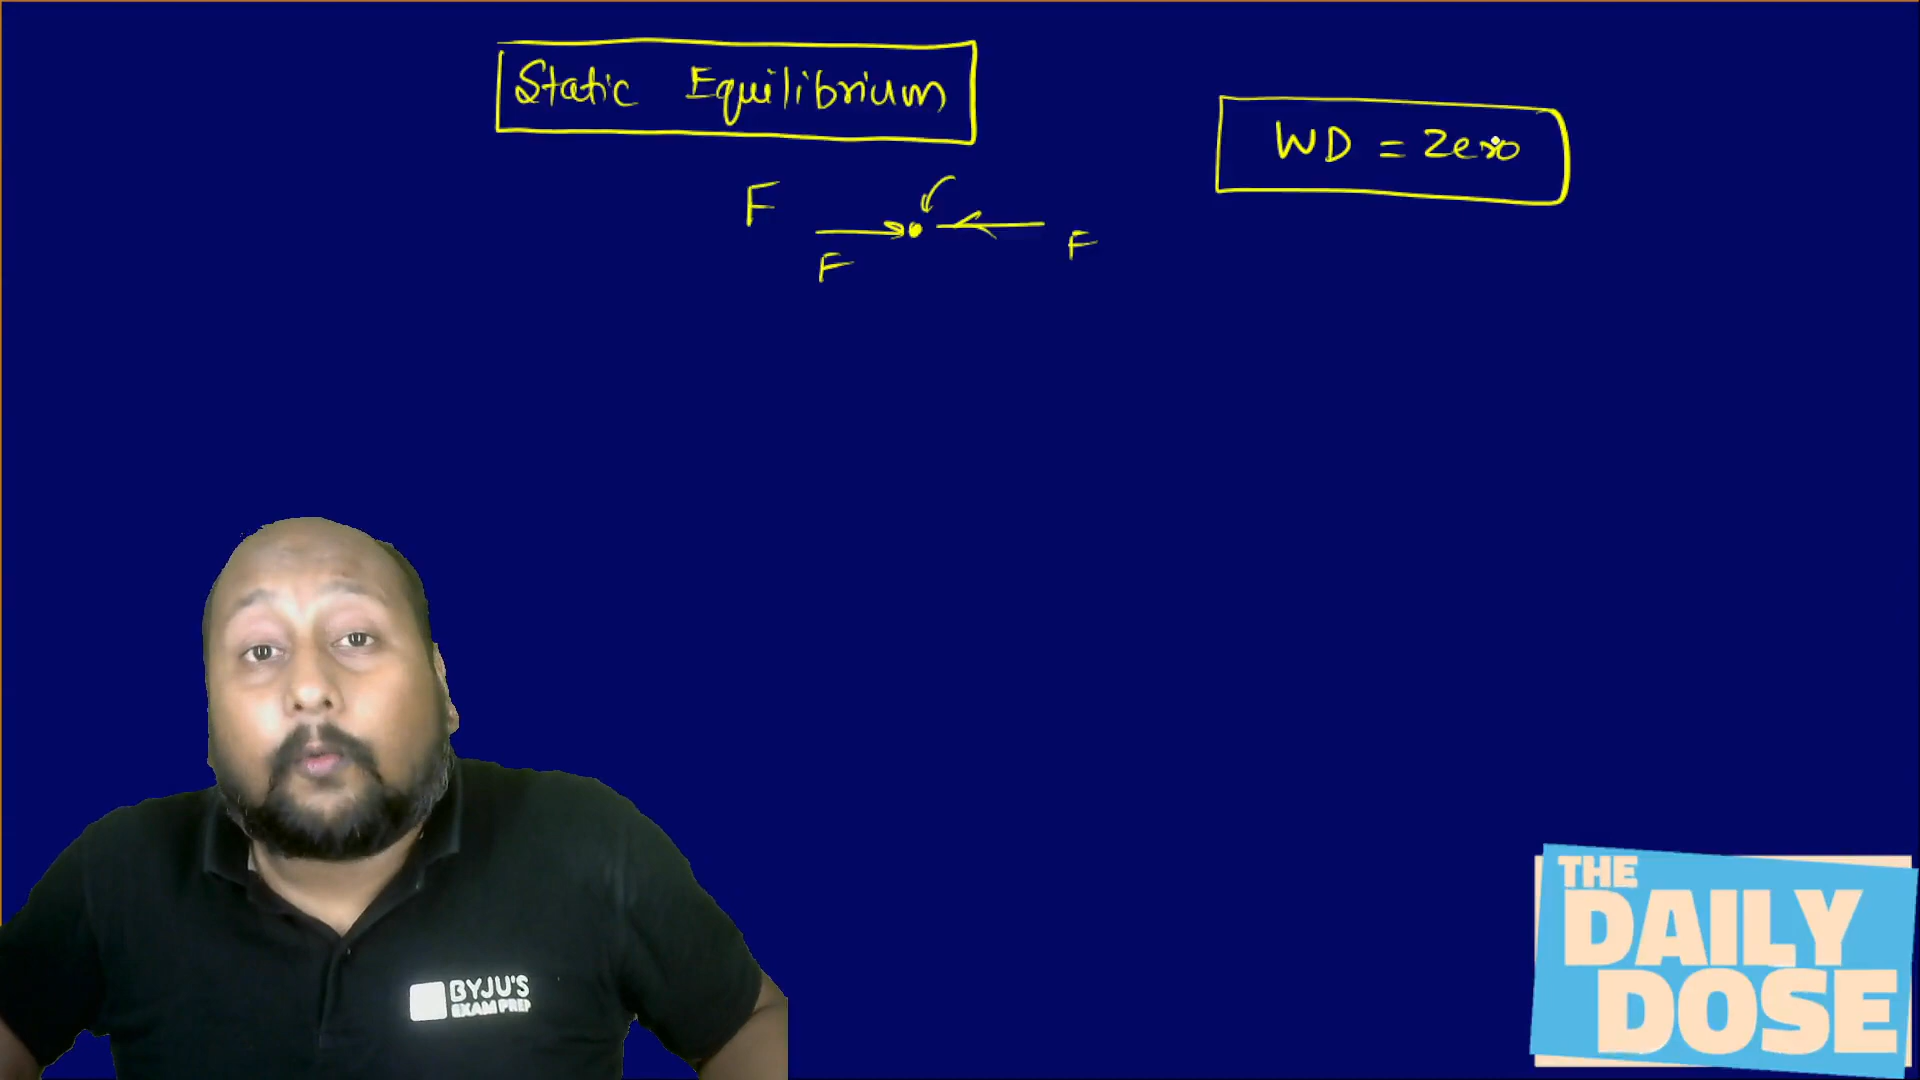 Static Equilibrium
WD = Zero
F
F
F
BYJU'S
EXAM PREP
THE
DAILY
DOSE